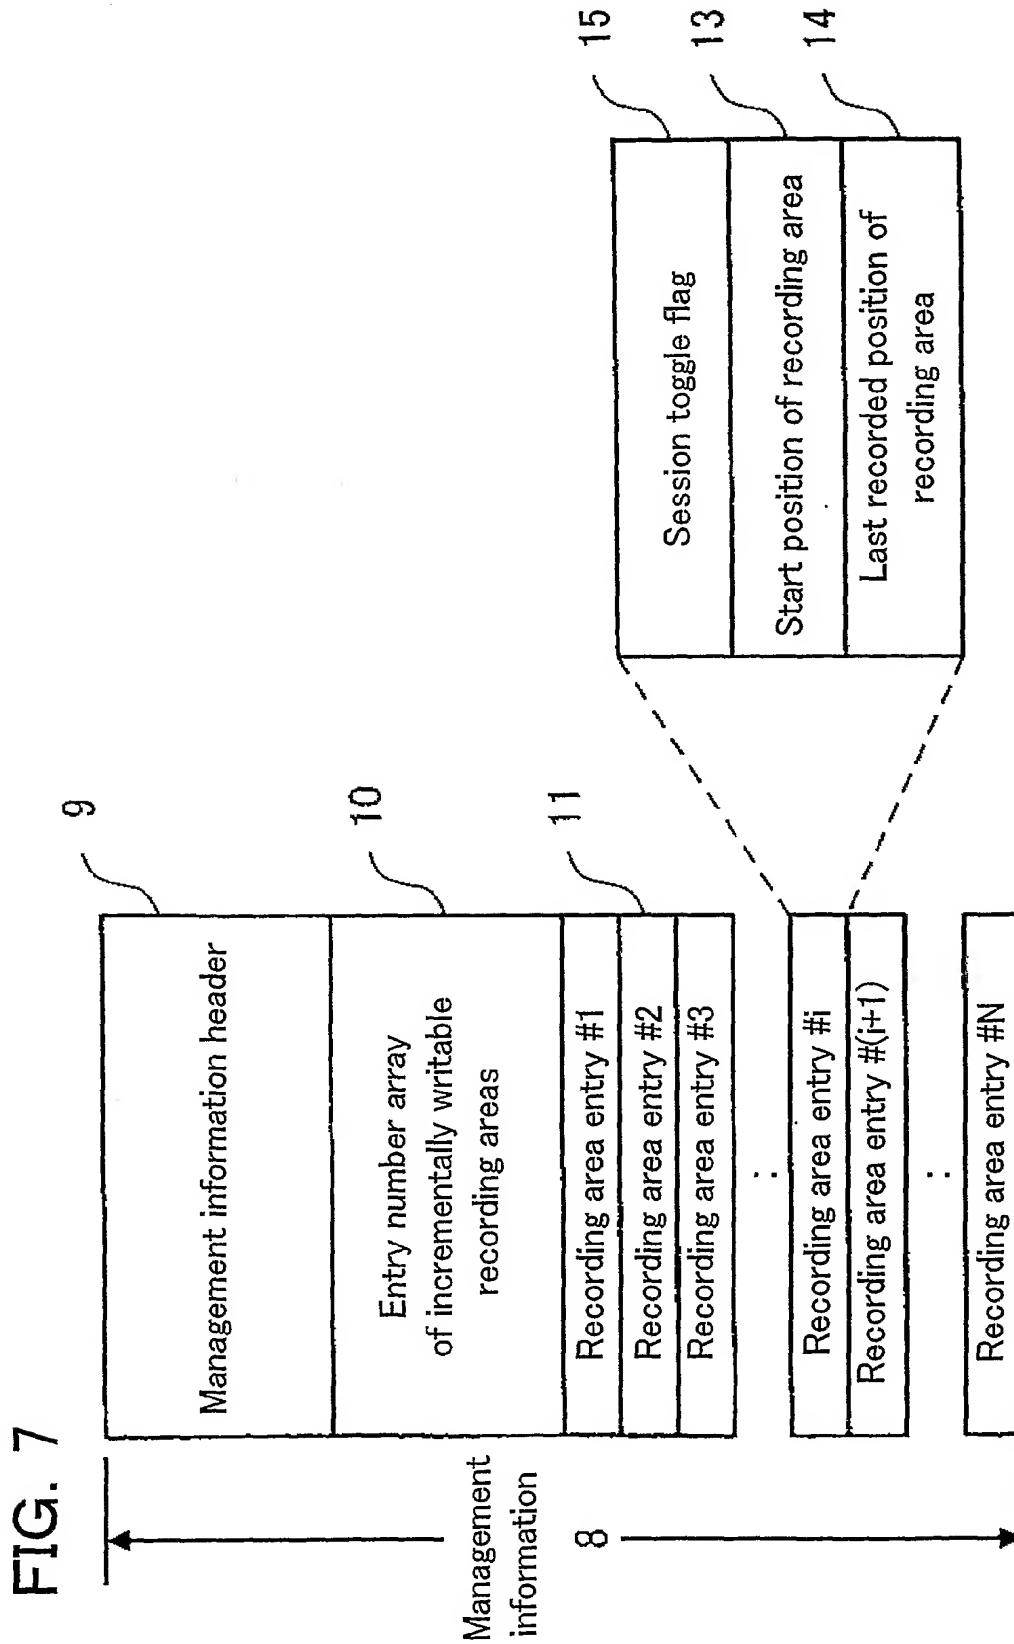 FIG. 7
Management
information
8
Management information header
9
Entry number array
of incrementally writable
recording areas
10
Recording area entry #1
Recording area entry #2
11
Recording area entry #3
:
Recording area entry #i
Recording area entry #(i+1)
:
Recording area entry #N
Session toggle flag
15
Start position of recording area
13
Last recorded position of
recording area
14